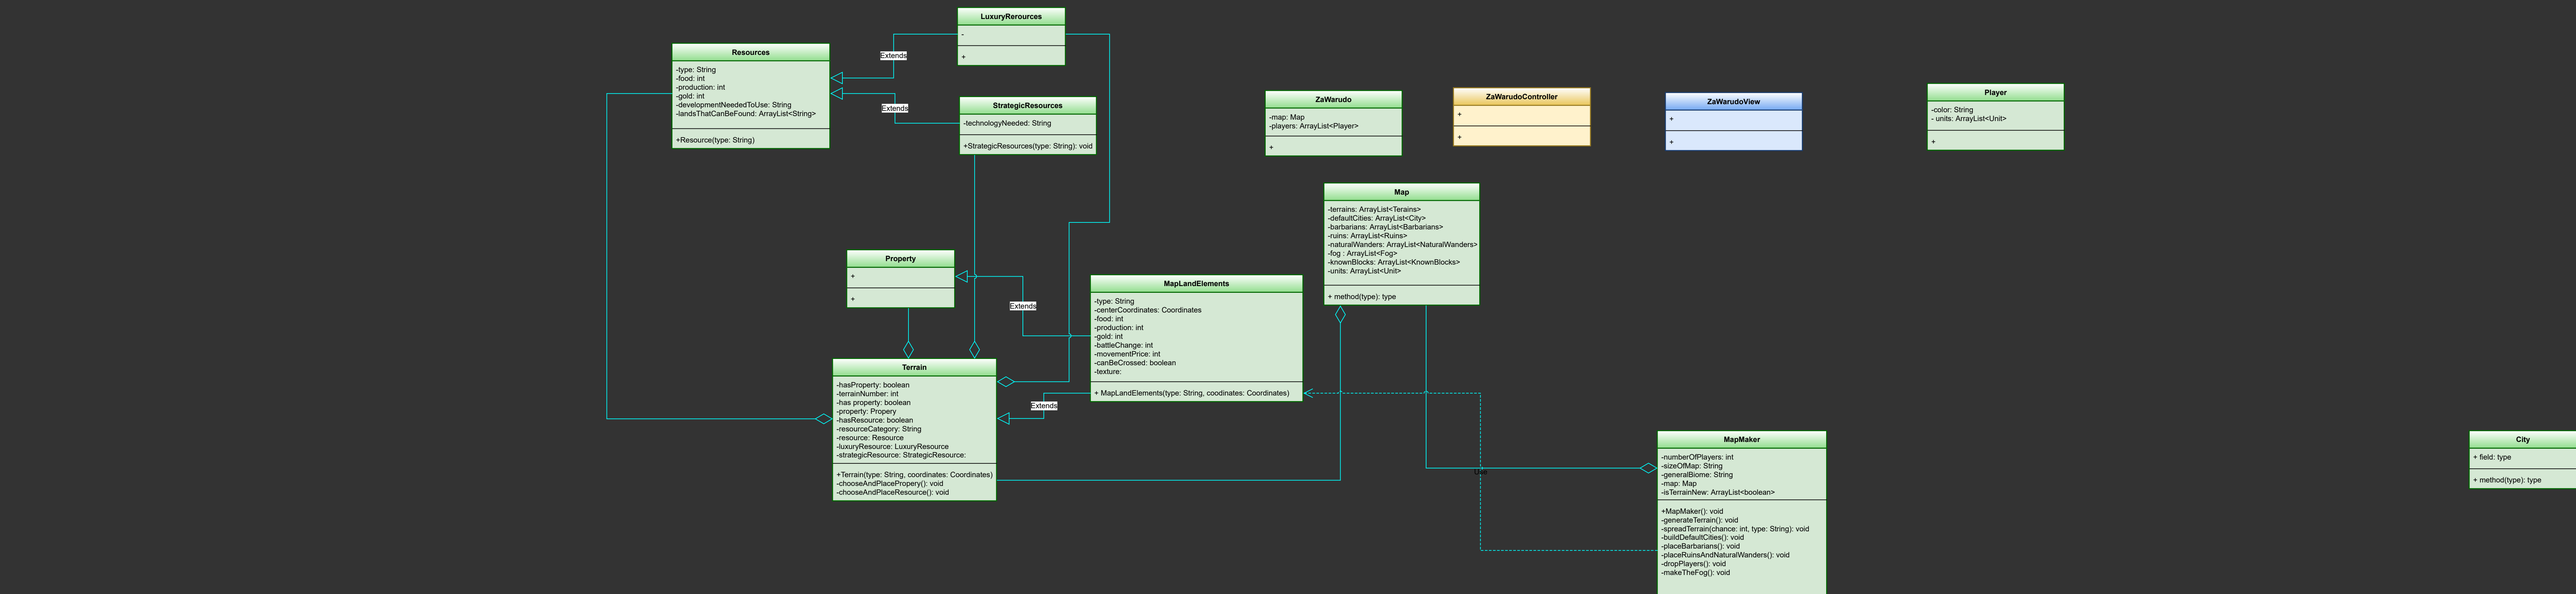 LuxuryRerources
-
+
Extends
Resources
-type: String
-food: int
-production: int
-gold: int
-developmentNeededToUse: String
-landsThatCanBeFound: ArrayList<String>
+Resource(type: String)
Extends
StrategicResources
-technologyNeeded: String
+StrategicResources(type: String): void
ZaWarudo
-map: Map
-players: ArrayList<Player>
+
ZaWarudoController
+
+
ZaWarudoView
+
+
Player
-color: String
- units: ArrayList<Unit>
+
Map
-terrains: ArrayList<Terains>
-defaultCities: ArrayList<City>
-barbarians: ArrayList<Barbarians>
-ruins: ArrayList<Ruins>
-naturalWanders: ArrayList<NaturalWanders>
-fog : ArrayList<Fog>
-knownBlocks: ArrayList<KnownBlocks>
-units: ArrayList<Unit>
+ method(type): type
Property
+
+
Extends
MapLandElements
-type: String
-centerCoordinates: Coordinates
-food: int
-production: int
-gold: int
-battleChange: int
-movementPrice: int
-canBeCrossed: boolean
-texture:
+ MapLandElements(type: String, coodinates: Coordinates)
Extends
Terrain
-hasProperty: boolean
-terrainNumber: int
-has property: boolean
-property: Propery
-hasResource: boolean
-resourceCategory: String
-resource: Resource
-luxuryResource: LuxuryResource
-strategicResource: StrategicResource:
+Terrain(type: String, coordinates: Coordinates)
-chooseAndPlacePropery(): void
-chooseAndPlaceResource(): void
Use
MapMaker
-numberOfPlayers: int
-sizeOfMap: String
-generalBiome: String
-map: Map
-isTerrainNew: ArrayList<boolean>
+MapMaker(): void
-generateTerrain(): void
-spreadTerrain(chance: int, type: String): void
-buildDefaultCities(): void
-placeBarbarians(): void
-placeRuinsAndNaturalWanders(): void
-dropPlayers(): void
-makeTheFog(): void
City
+ field: type
+ method(type): type